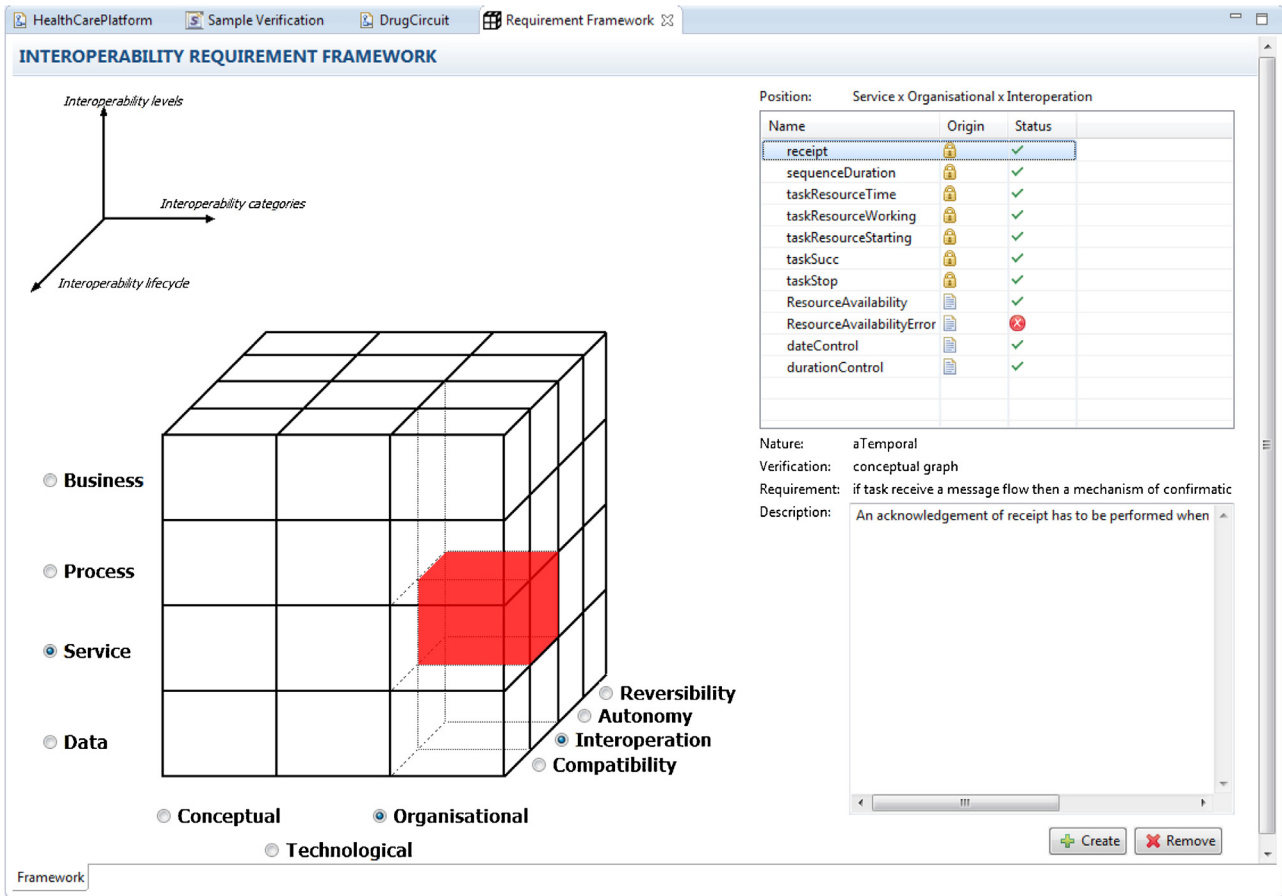 HealthCarePlatform Sample Verification DrugCircuit Requirement Framework
INTEROPERABILITY REQUIREMENT FRAMEWORK
Interoperability levels
Interoperability categories
Interoperability lifecycle
Business
Process
Service
Data
Reversibility
Autonomy
Interoperation
Compatibility
Conceptual Organisational
Technological
Position: Service x Organisational x Interoperation
Name Origin Status
receipt
sequenceDuration
taskResourceTime
taskResourceWorking
taskResourceStarting
taskSucc
taskStop
ResourceAvailability
ResourceAvailabilityError
dateControl
durationControl
Nature: aTemporal
Verification: conceptual graph
Requirement: if task receive a message flow then a mechanism of confirmatic
Description: An acknowledgement of receipt has to be performed when
Create Remove
Framework